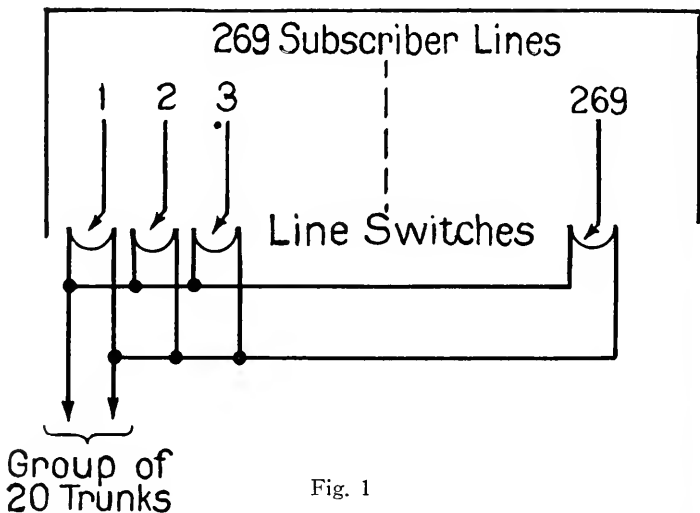 269 Subscriber Lines
1 2 3 269
Line Switches
Group of
20 Trunks
Fig. 1